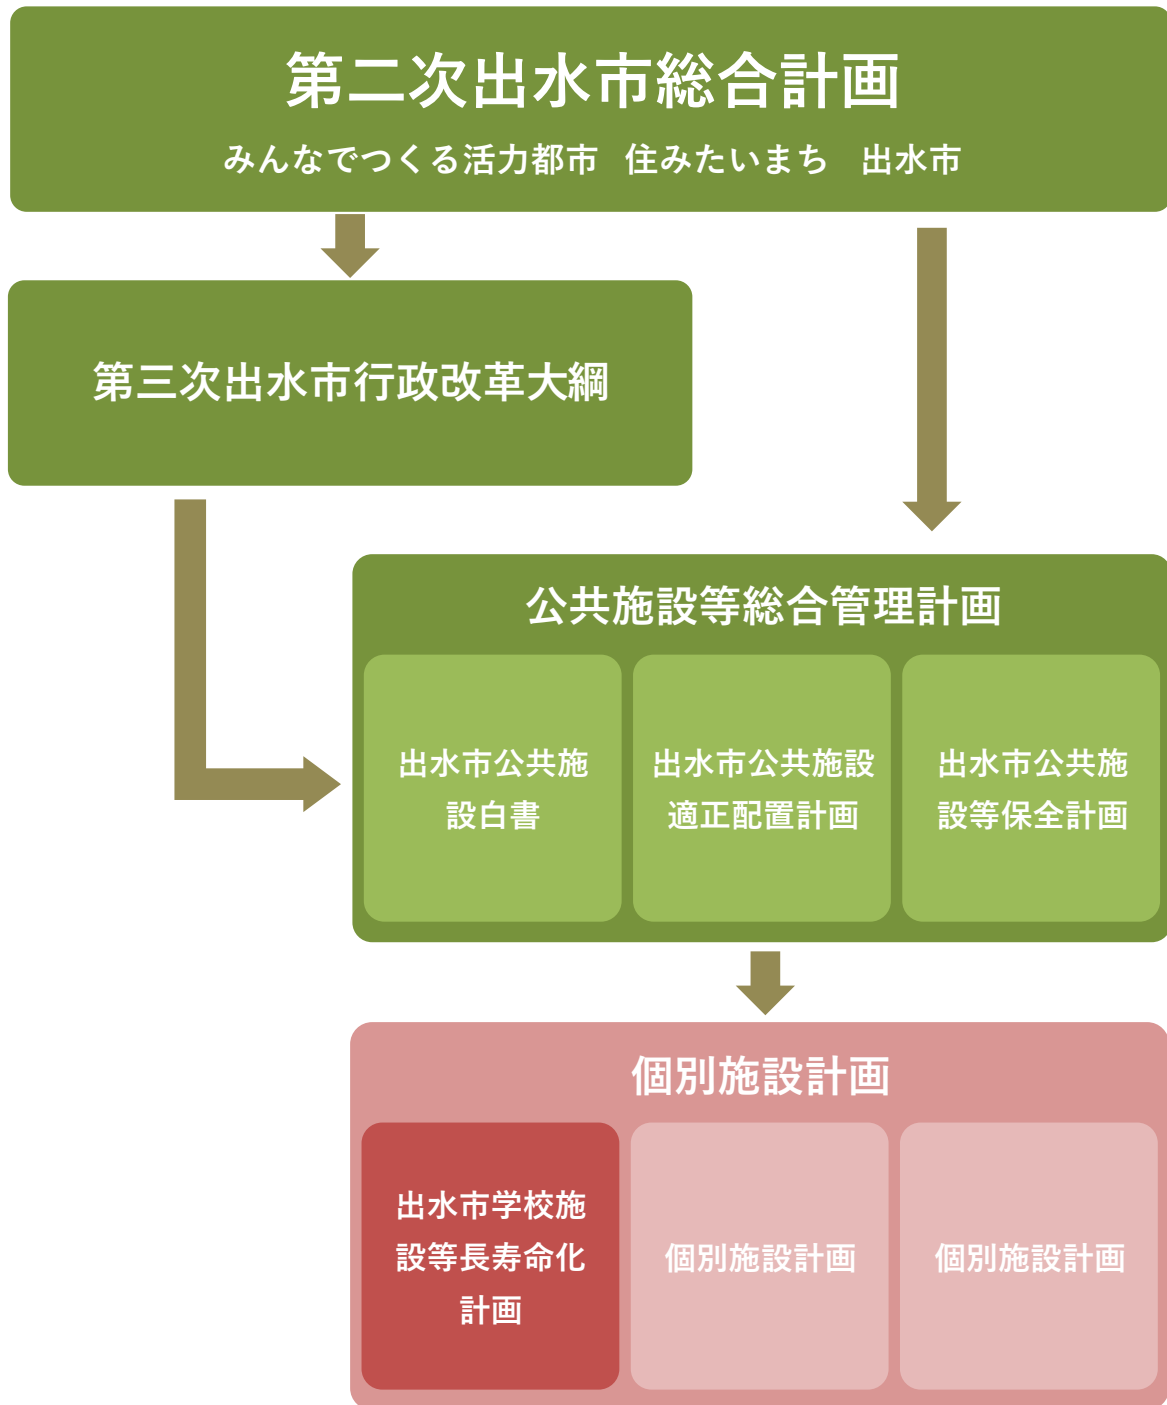 第二次出水市総合計画
みんなでつくる活力都市 住みたいまち 出水市
第三次出水市行政改革大綱
公共施設等総合管理計画
出水市公共施
設白書
出水市公共施設
適正配置計画
出水市公共施
設等保全計画
個別施設計画
出水市学校施
設等長寿命化
計画
個別施設計画
個別施設計画